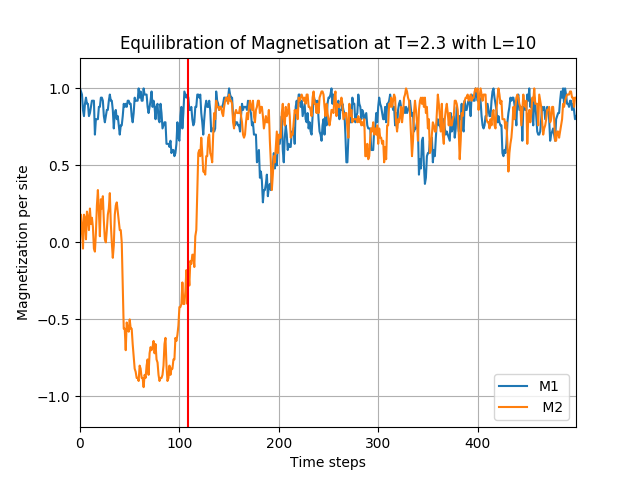 Equilibration of Magnetisation at T=2.3 with L=10
Magnetization per site
1.0
0.5
0.0
−0.5
−1.0
0 100 200 300 400
Time steps
M1
M2